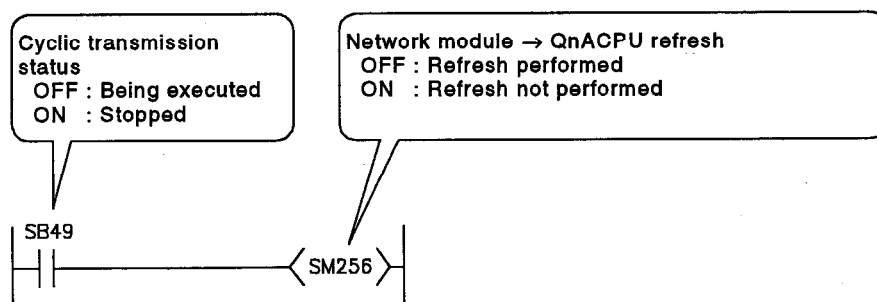 Cyclic transmission
status
OFF : Being executed
ON : Stopped
Network module → QnACPU refresh
OFF : Refresh performed
ON : Refresh not performed
SB49
SM256